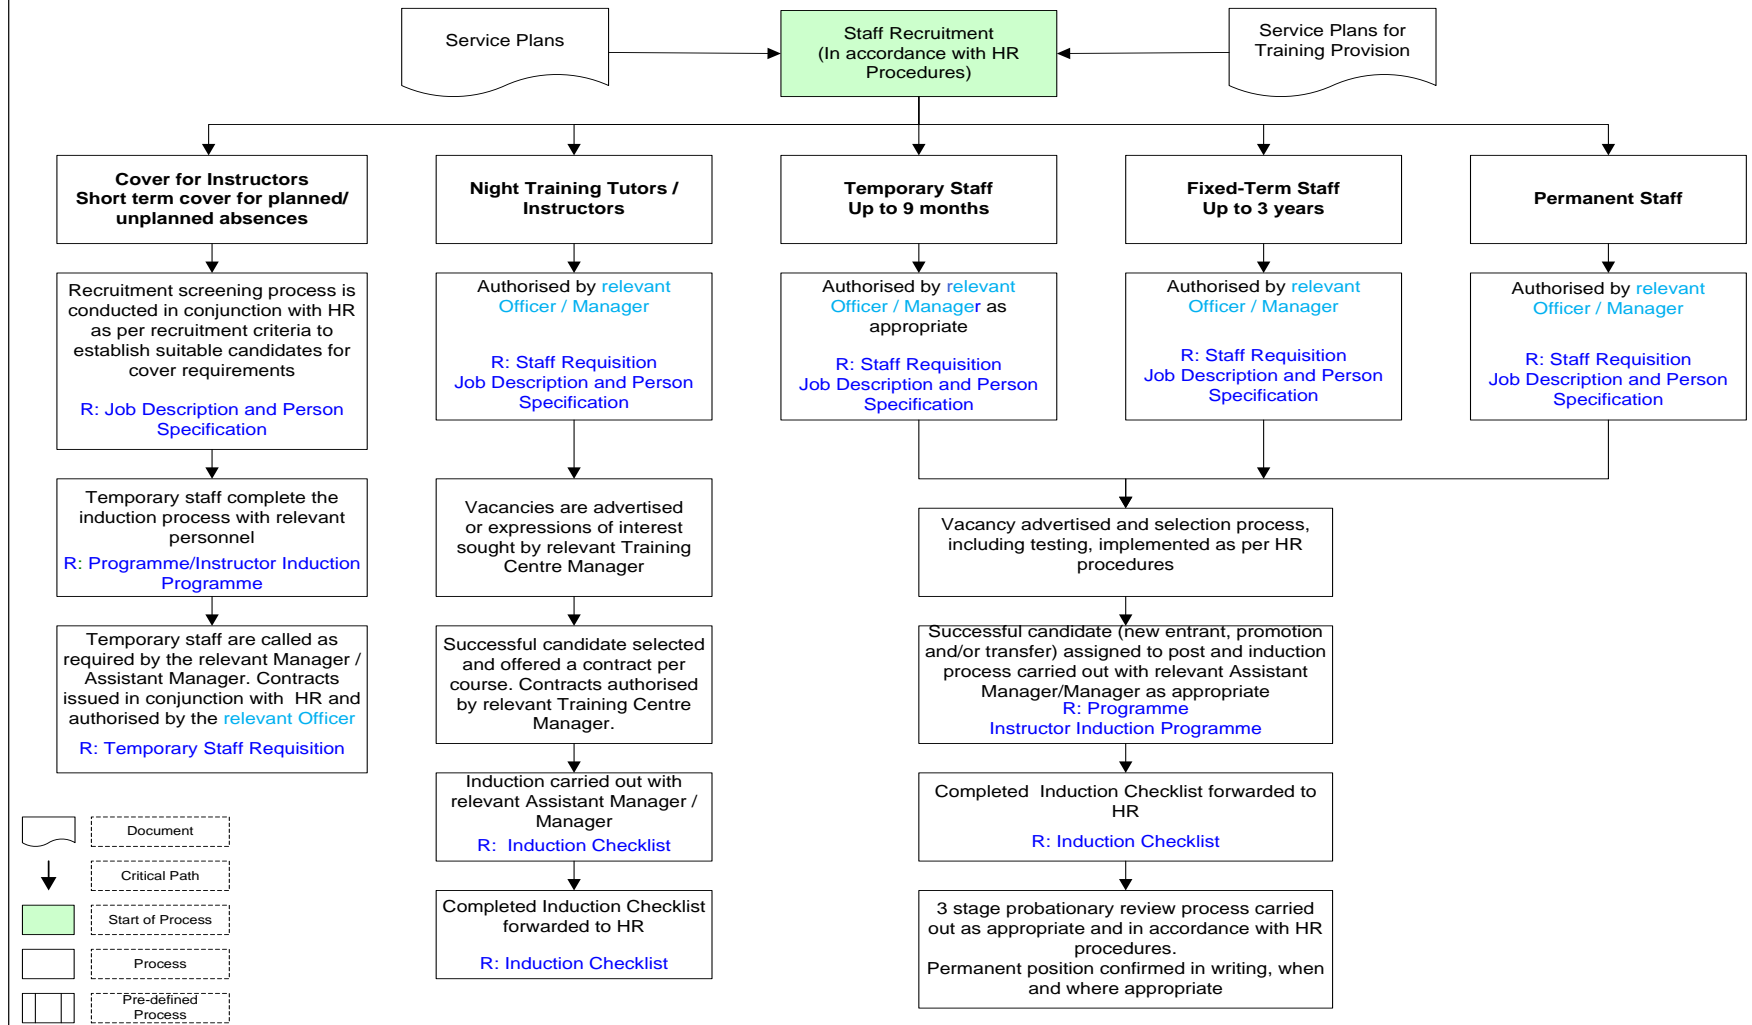 Service Plans
Staff Recruitment
(In accordance with HR
Procedures)
Service Plans for
Training Provision
Cover for Instructors
Short term cover for planned/
unplanned absences
Night Training Tutors /
Instructors
Temporary Staff
Up to 9 months
Fixed-Term Staff
Up to 3 years
Permanent Staff
Recruitment screening process is
conducted in conjunction with HR
as per recruitment criteria to
establish suitable candidates for
cover requirements
R: Job Description and Person
Specification
Authorised by relevant
Officer / Manager
R: Staff Requisition
Job Description and Person
Specification
Authorised by relevant
Officer / Manager as
appropriate
R: Staff Requisition
Job Description and Person
Specification
Authorised by relevant
Officer / Manager
R: Staff Requisition
Job Description and Person
Specification
Authorised by relevant
Officer / Manager
R: Staff Requisition
Job Description and Person
Specification
Temporary staff complete the
induction process with relevant
personnel
R: Programme/Instructor Induction
Programme
Vacancies are advertised
or expressions of interest
sought by relevant Training
Centre Manager
Vacancy advertised and selection process,
including testing, implemented as per HR
procedures
Temporary staff are called as
required by the relevant Manager /
Assistant Manager. Contracts
issued in conjunction with  HR and
authorised by the relevant Officer
R: Temporary Staff Requisition
Successful candidate selected
and offered a contract per
course. Contracts authorised
by relevant Training Centre
Manager.
Successful candidate (new entrant, promotion
and/or transfer) assigned to post and induction
process carried out with relevant Assistant
Manager/Manager as appropriate
R: Programme
Instructor Induction Programme
Induction carried out with
relevant Assistant Manager /
Manager
R:  Induction Checklist
Completed  Induction Checklist forwarded to
HR
R: Induction Checklist
Completed Induction Checklist
forwarded to HR
R: Induction Checklist
3 stage probationary review process carried
out as appropriate and in accordance with HR
procedures.
Permanent position confirmed in writing, when
and where appropriate
Document
Critical Path
Start of Process
Process
Pre-defined
Process